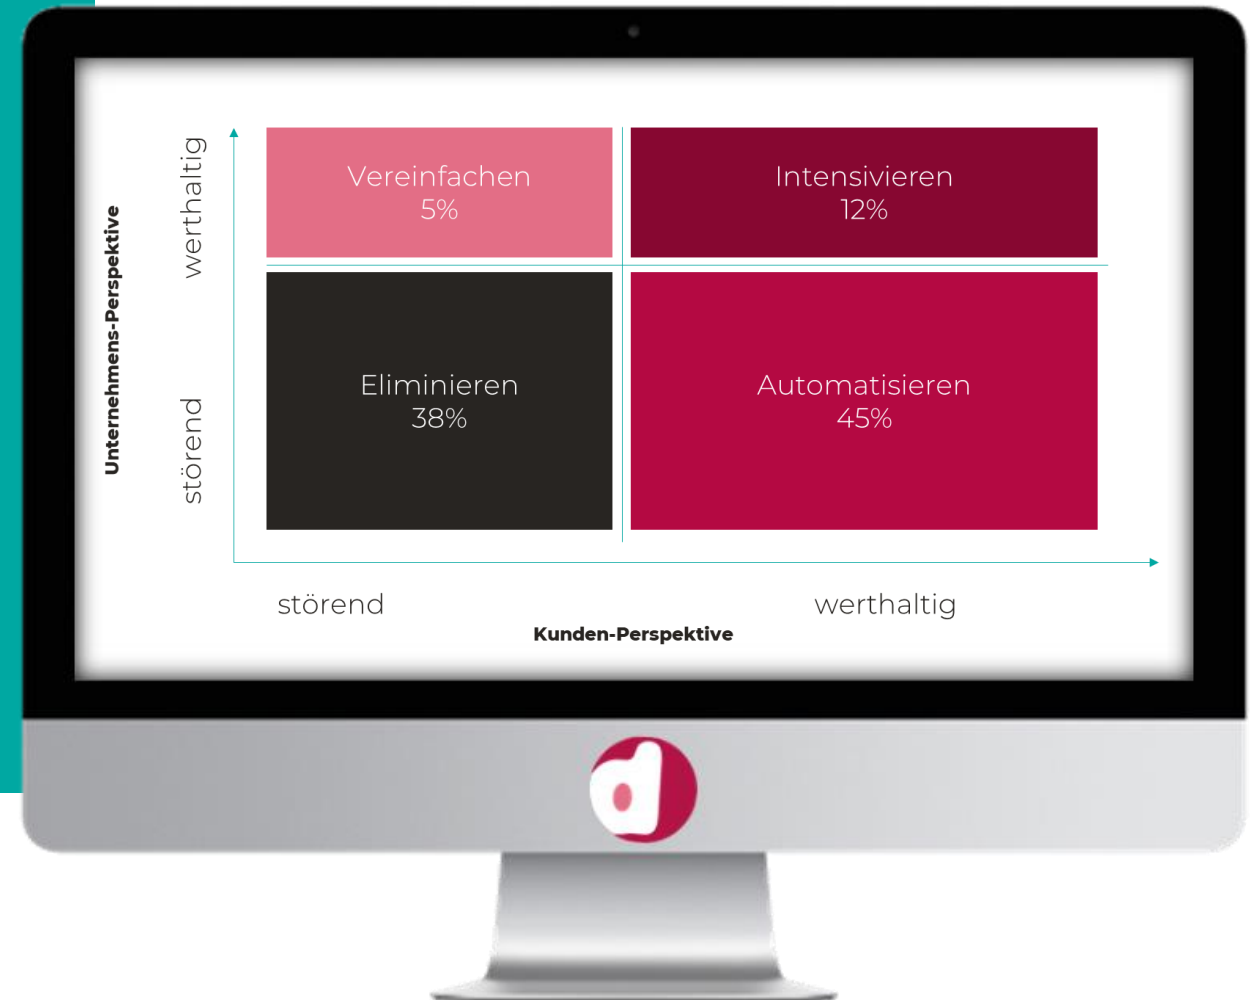 Vereinfachen
5%
Intensivieren
12%
Eliminieren
38%
Automatisieren
45%
Unternehmens-Perspektive
werthaltig
störend
störend
werthaltig
Kunden-Perspektive
d